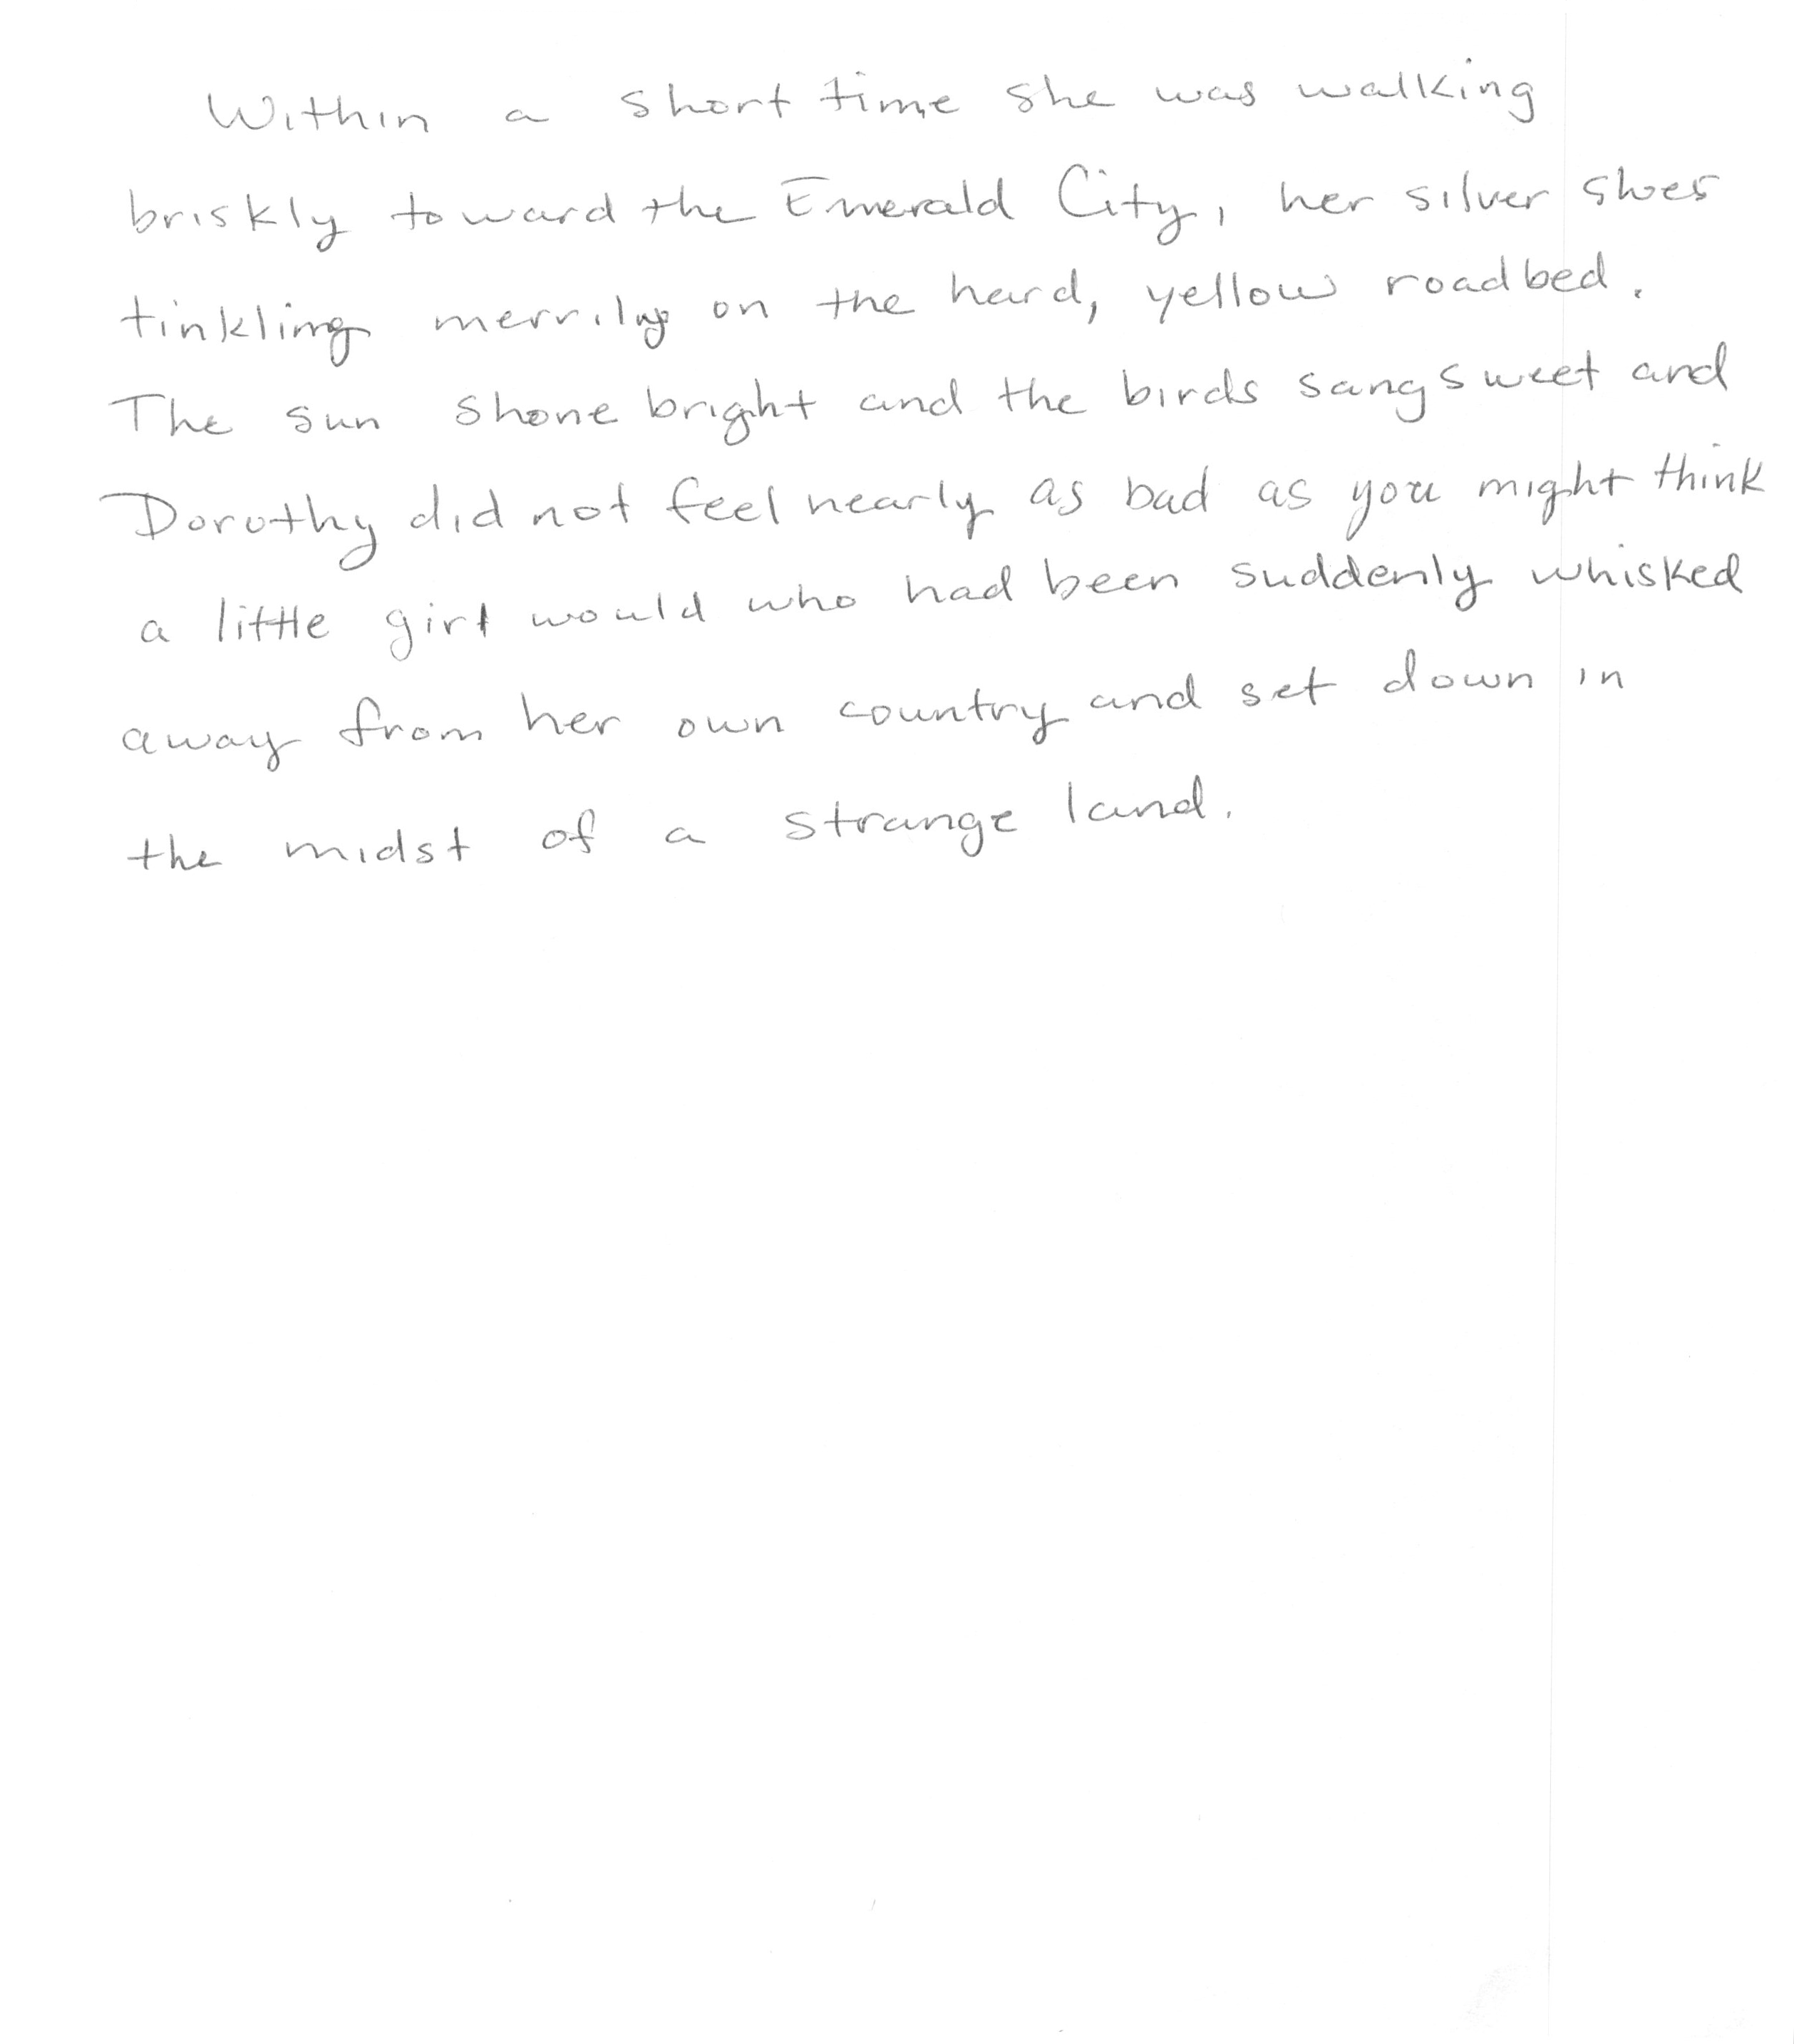 Within a short time she was walking
briskly toward the Emerald City, her silver shoes
tinkling merrily on the hard, yellow roadbed.
The sun shone bright and the birds sang sweet and
Dorothy did not feel nearly as bad as you might think
a little girl would who had been suddenly whisked
away from her own country and set down in
the midst of a strange land.